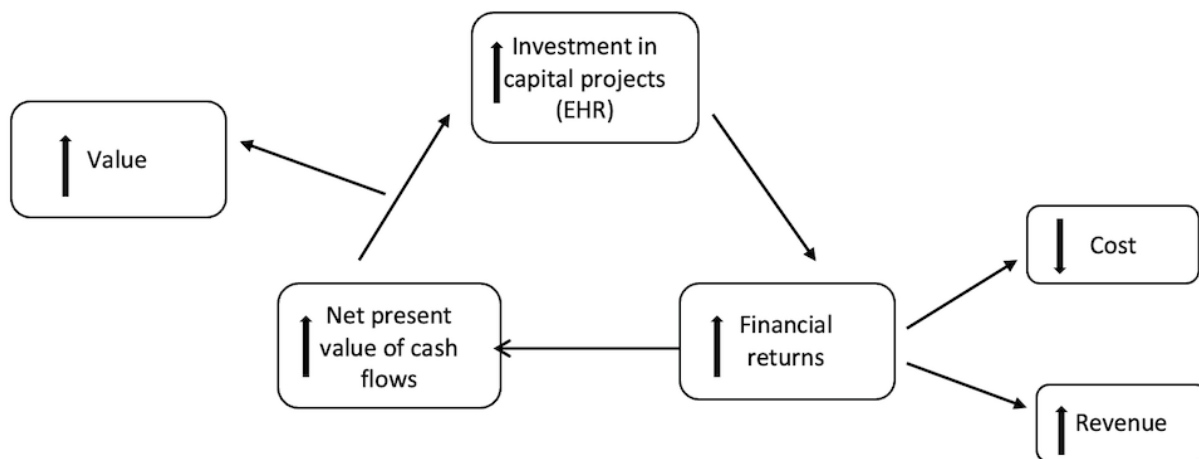 Investment in
capital projects
(EHR)
Value
Cost
Net present
value of cash
flows
Financial
returns
Revenue